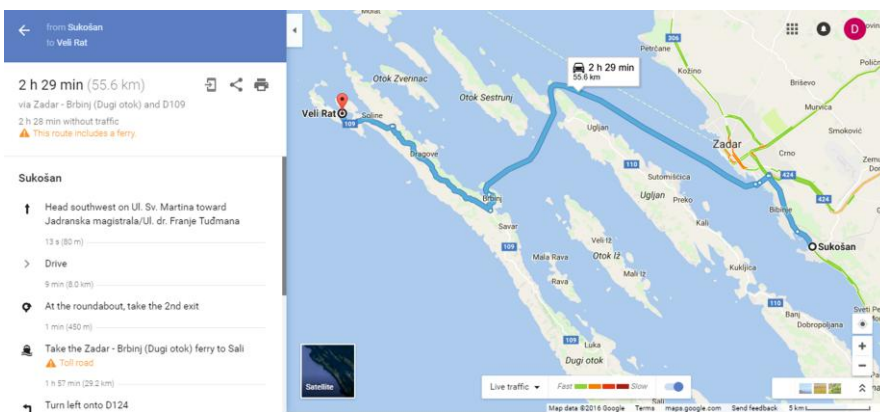 from Sukošan
to Veli Rat
2 h 29 min (55.6 km)
via Zadar - Brbinj (Dugi otok) and D109
2 h 28 min without traffic
This route includes a ferry
Sukošan
Head southwest on Ul. Sv. Martina toward
Jadranska magistrala/Ul. dr. Franje Tuđmana
13 s (80 m)
Drive
9 min (8.0 km)
At the roundabout, take the 2nd exit
1 min (450 m)
Take the Zadar - Brbinj (Dugi otok) ferry to Sali
Toll road
1 h 57 min (29.2 km)
Turn left onto D124
D
306
Petrčane
Kožino
Briševo
Murvica
Smoković
Otok Zverinac
Otok Sestrunj
2 h 29 min
55.6 km
Veli Rat
109
Soline
Dragove
Ugljan
110
Zadar
Crno
424
Sutomišćica
Ugljan
Preko
Kali
Bibinje
424
Brbinj
Savar
109
Veli Iž
Otok Iž
Mala Rava
Rava
Mali Iž
Sukošan
Kukljica
110
Banj
Dobropoljana
109
Luka
Dugi otok
Sali
Satellite
Live traffic
Fast
Slow
Map data ©2016 Google
Terms
maps.google.com
Send feedback
5 km